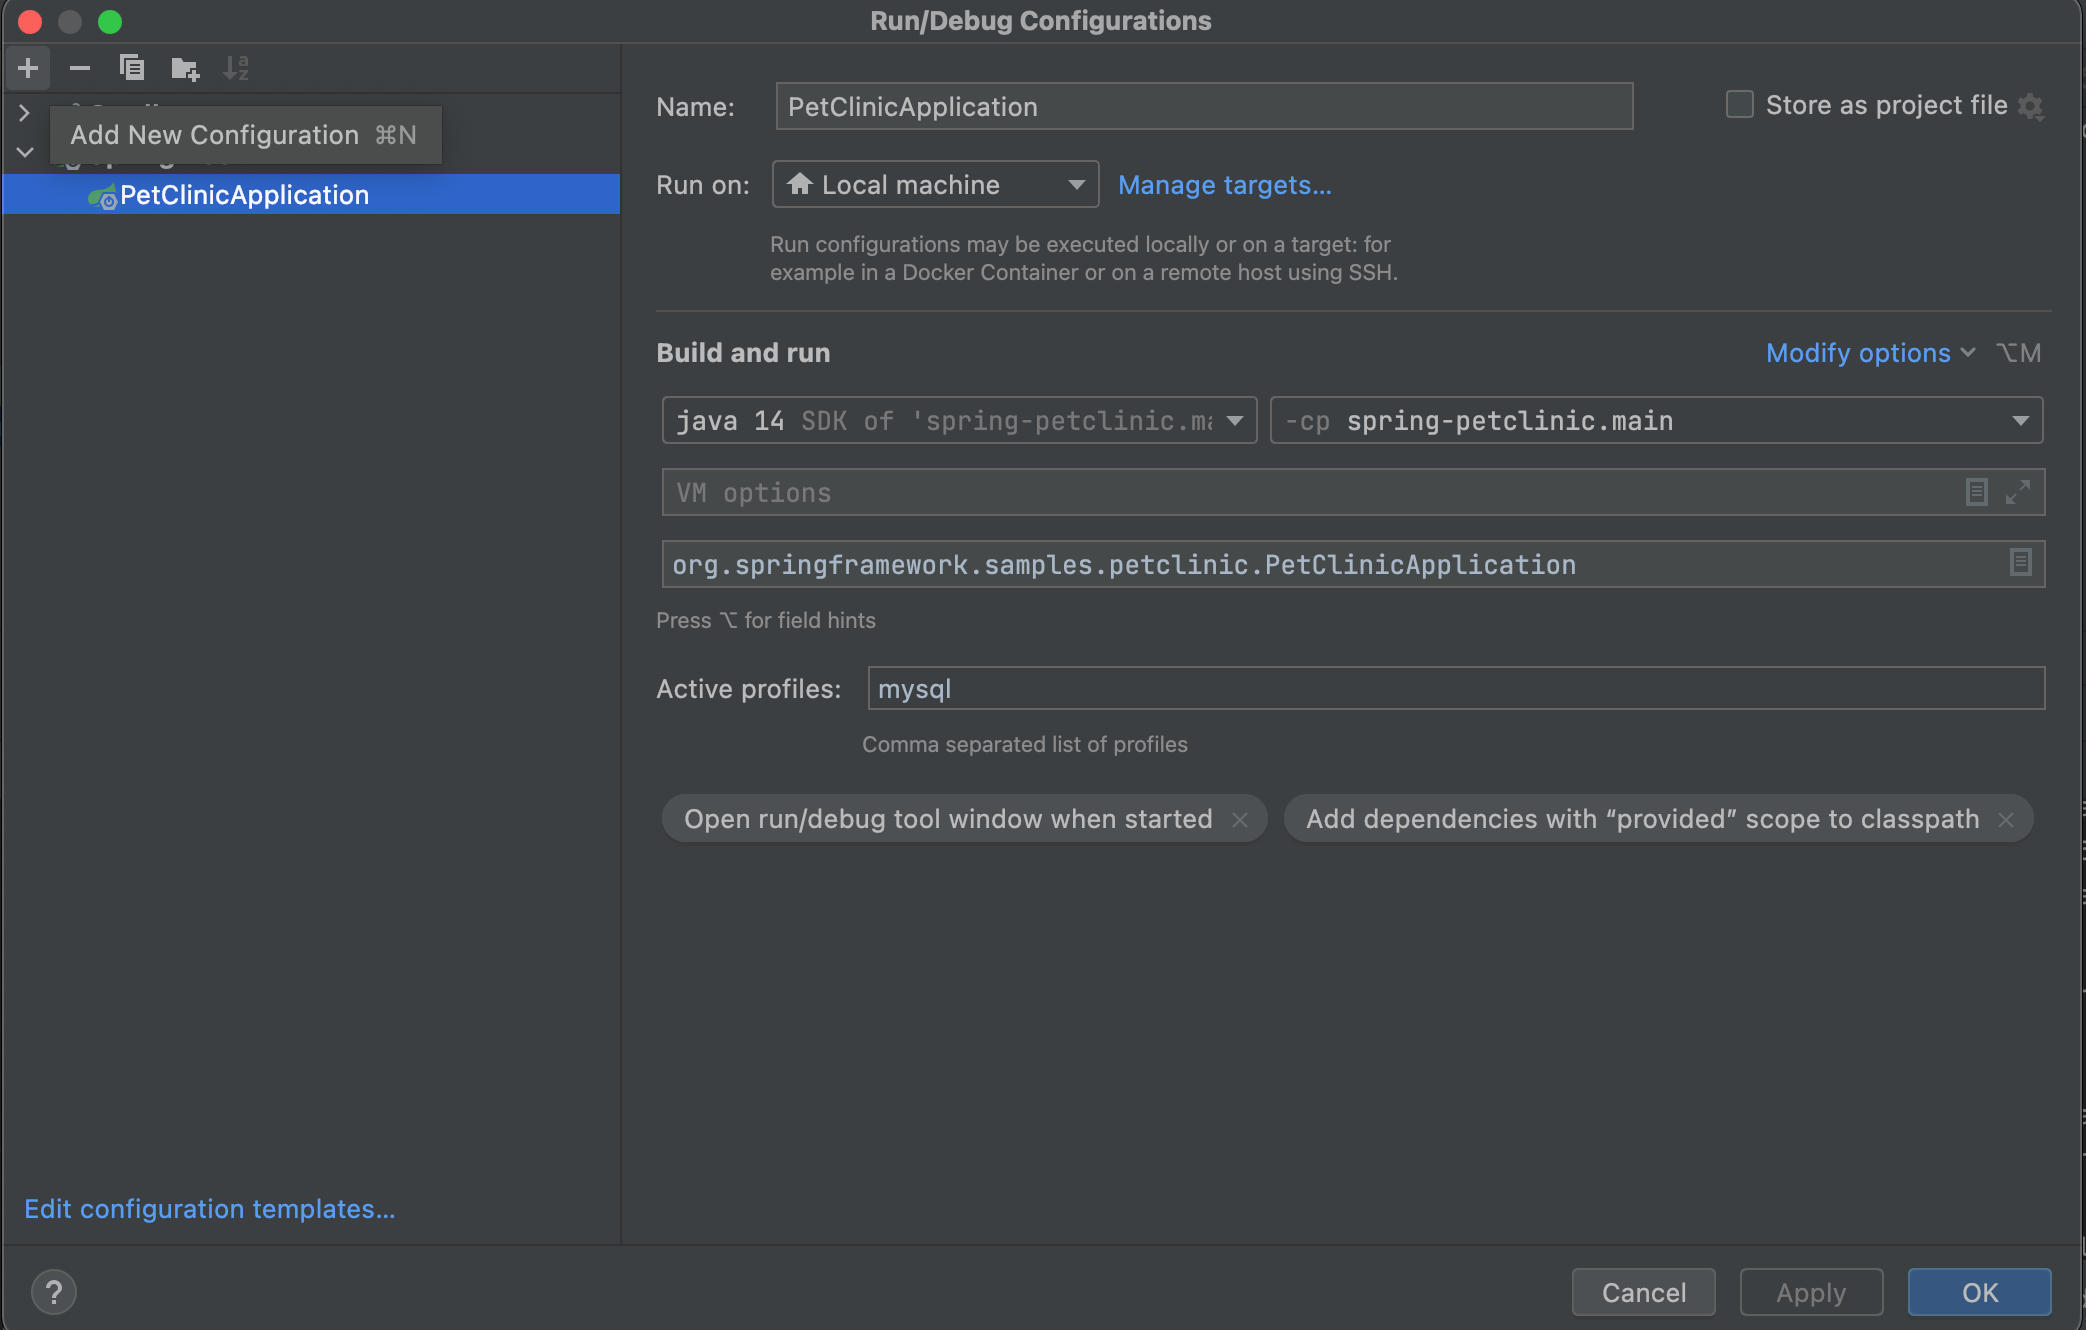 Run/Debug Configurations
Add New Configuration ⌘N
PetClinicApplication
Edit configuration templates...
Name: PetClinicApplication
Store as project file
Run on: Local machine Manage targets...
Run configurations may be executed locally or on a target: for
example in a Docker Container or on a remote host using SSH.
Build and run Modify options ⌥M
java 14 SDK of 'spring-petclinic.ma
-cp spring-petclinic.main
VM options
org.springframework.samples.petclinic.PetClinicApplication
Press ⌥ for field hints
Active profiles: mysql
Comma separated list of profiles
Open run/debug tool window when started ×
Add dependencies with “provided” scope to classpath ×
?
Cancel Apply OK